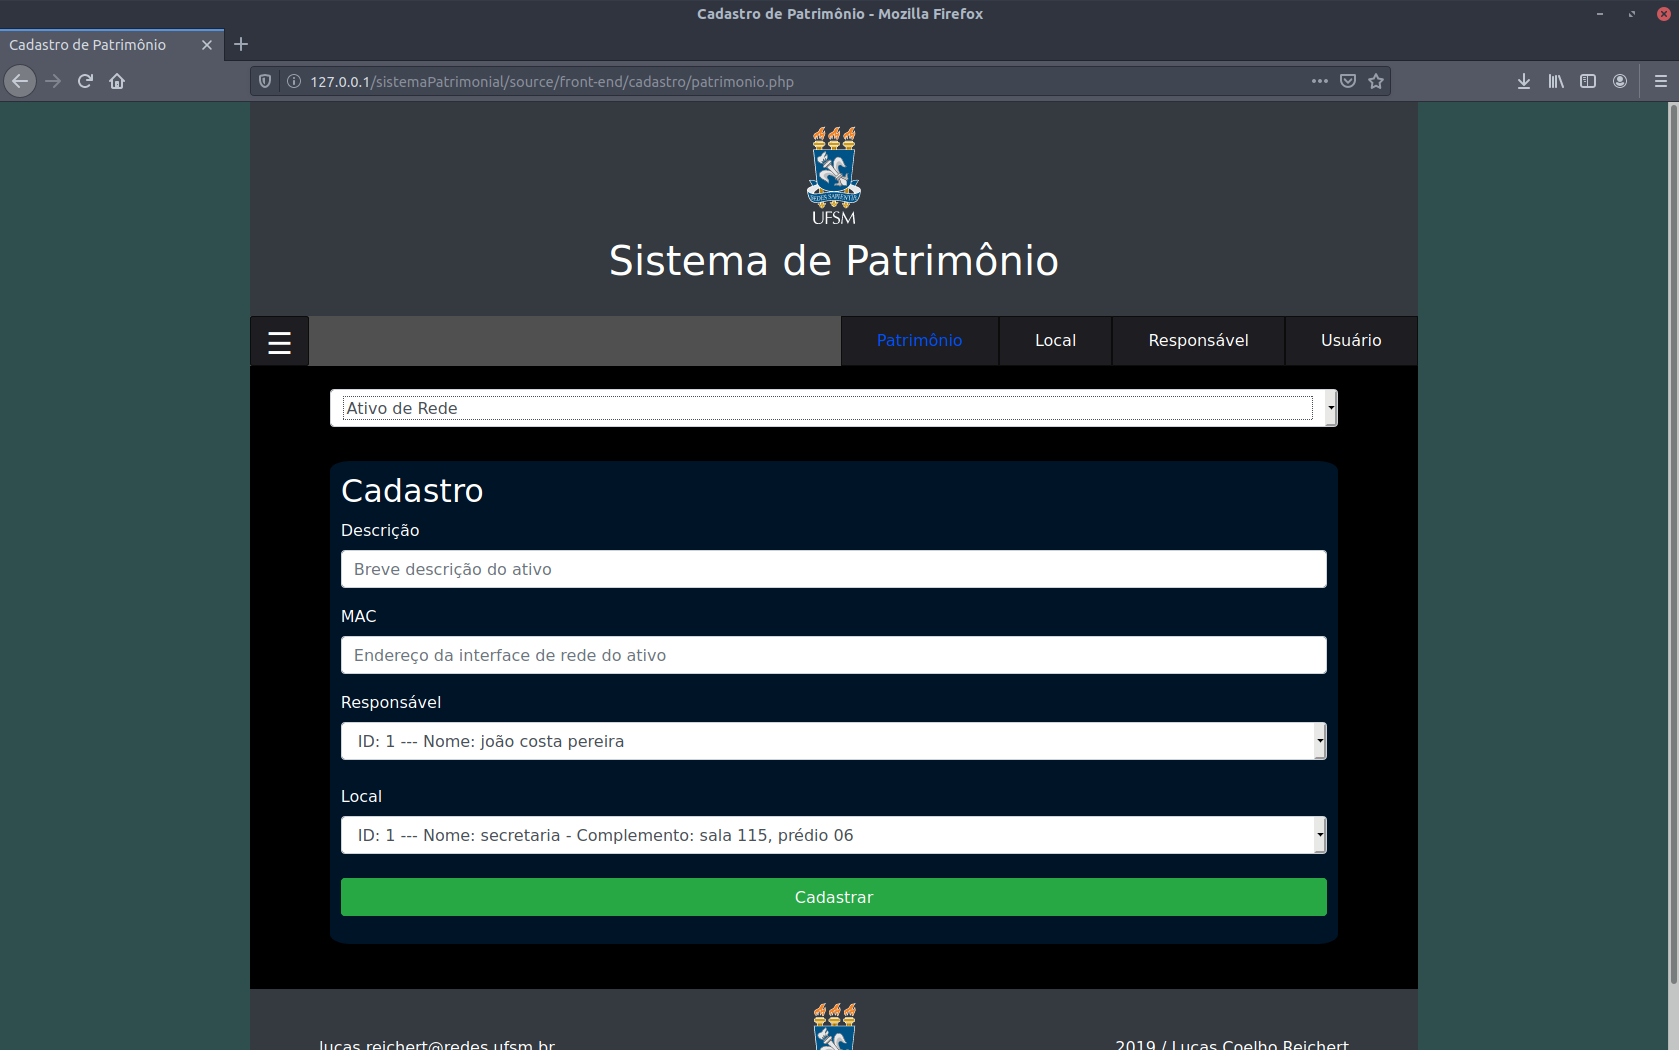 Cadastro de Patrimônio - Mozilla Firefox
Cadastro de Patrimônio
127.0.0.1/sistemaPatrimonial/source/front-end/cadastro/patrimonio.php
UFSM
Sistema de Patrimônio
☰ Patrimônio Local Responsável Usuário
Ativo de Rede
Cadastro
Descrição
Breve descrição do ativo
MAC
Endereço da interface de rede do ativo
Responsável
ID: 1 --- Nome: joão costa pereira
Local
ID: 1 --- Nome: secretaria - Complemento: sala 115, prédio 06
Cadastrar
lucas.reichert@redes.ufsm.br 2019 / Lucas Coelho Reichert